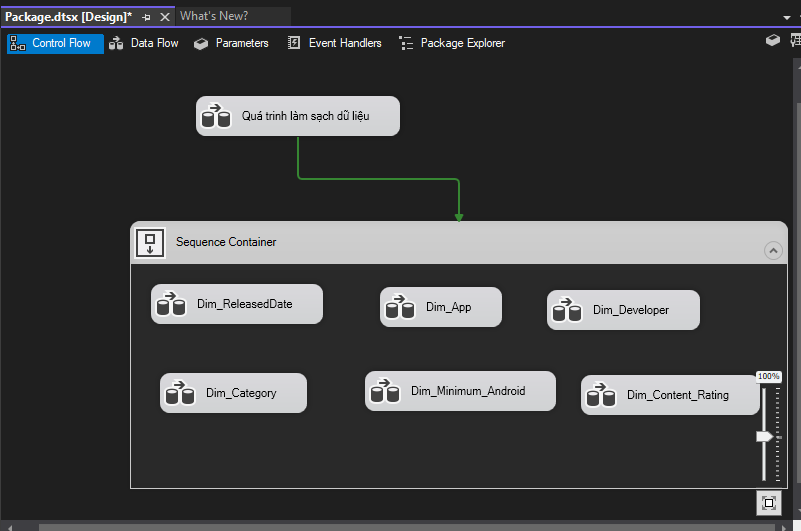 Package.dtsx [Design]*
What's New?
Control Flow
Data Flow
Parameters
Event Handlers
Package Explorer
Quá trinh làm sạch dữ liệu
Sequence Container
Dim_ReleasedDate
Dim_App
Dim_Developer
Dim_Category
Dim_Minimum_Android
Dim_Content_Rating
100%